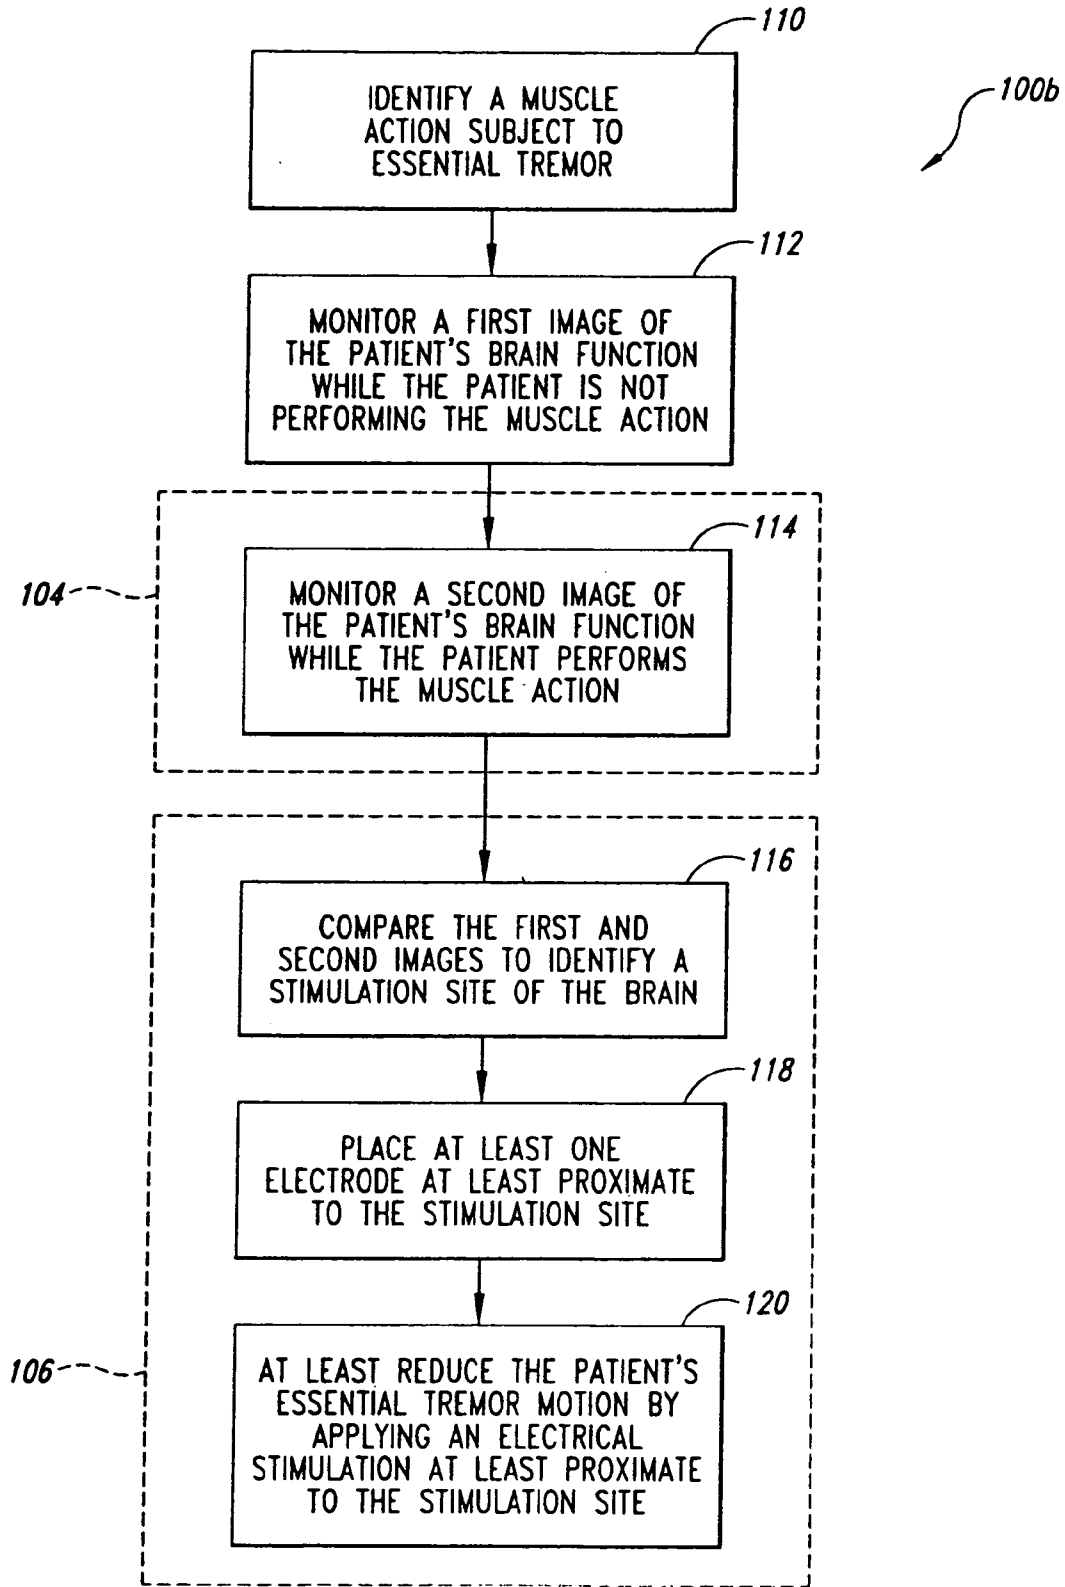 110
IDENTIFY A MUSCLE
ACTION SUBJECT TO
ESSENTIAL TREMOR
100b
112
MONITOR A FIRST IMAGE OF
THE PATIENT'S BRAIN FUNCTION
WHILE THE PATIENT IS NOT
PERFORMING THE MUSCLE ACTION
114
104
MONITOR A SECOND IMAGE OF
THE PATIENT'S BRAIN FUNCTION
WHILE THE PATIENT PERFORMS
THE MUSCLE ACTION
116
COMPARE THE FIRST AND
SECOND IMAGES TO IDENTIFY A
STIMULATION SITE OF THE BRAIN
118
PLACE AT LEAST ONE
ELECTRODE AT LEAST PROXIMATE
TO THE STIMULATION SITE
120
106
AT LEAST REDUCE THE PATIENT'S
ESSENTIAL TREMOR MOTION BY
APPLYING AN ELECTRICAL
STIMULATION AT LEAST PROXIMATE
TO THE STIMULATION SITE